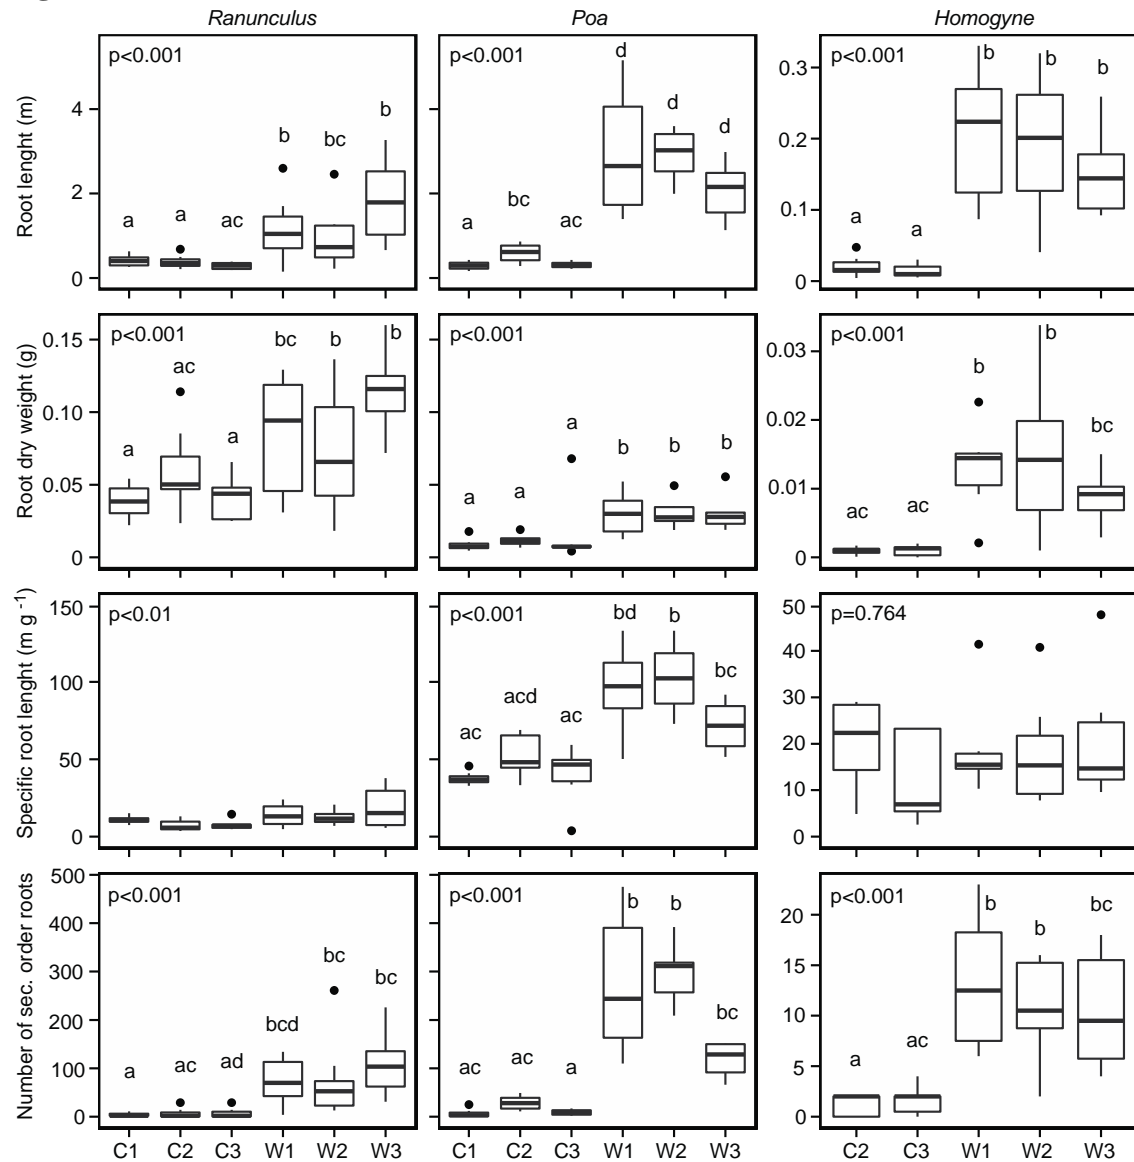 Ranunculus Poa Homogyne
Root lenght (m)
p<0.001 p<0.001 p<0.001
4
2
0
0.3
0.2
0.1
0
a a ac b bc b
a bc ac d d d
a a b b b
Root dry weight (g)
p<0.001 p<0.001 p<0.001
0.15
0.10
0.05
0
0.03
0.02
0.01
0
a ac a bc b b
a a a b b b
ac ac b b bc
Specific root lenght (m g -1)
p<0.01 p<0.001 p=0.764
150
100
50
0
50
40
30
20
10
0
ac acd ac bd b bc
Number of sec. order roots
p<0.001 p<0.001 p<0.001
500
400
300
200
100
0
20
15
10
5
0
a ac ad bcd bc bc
ac ac a b b bc
a ac b b bc
C1 C2 C3 W1 W2 W3 C1 C2 C3 W1 W2 W3 C2 C3 W1 W2 W3